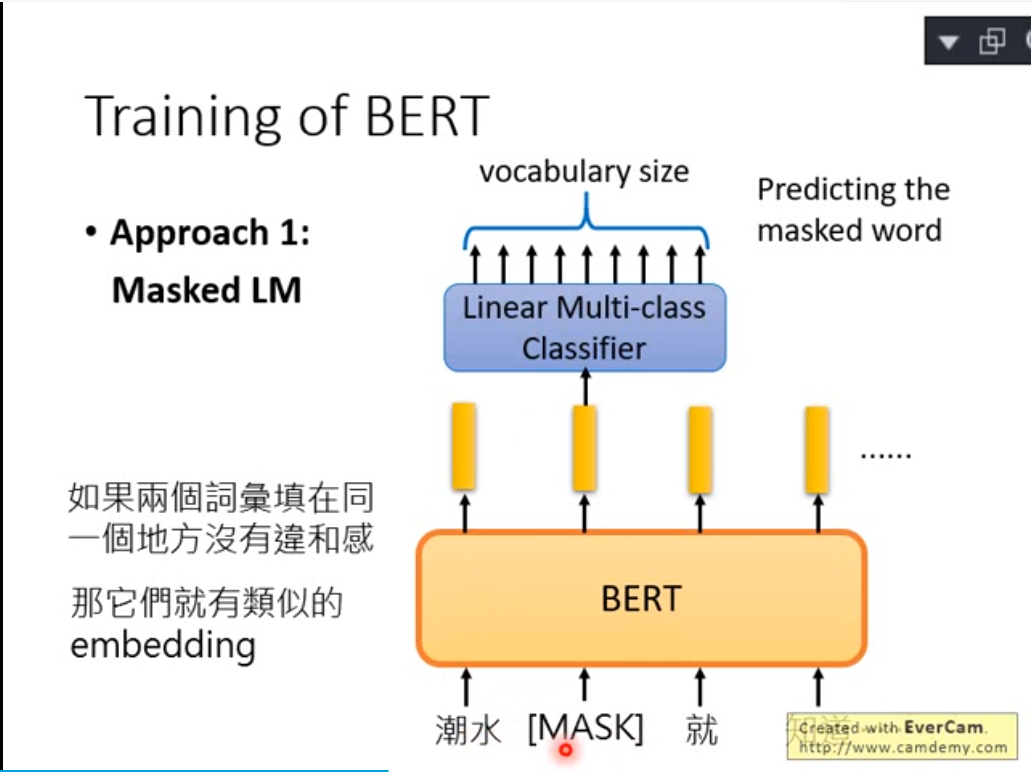 Training of BERT
• Approach 1:
Masked LM
vocabulary size
Predicting the
masked word
Linear Multi-class
Classifier
......
如果兩個詞彙填在同
一個地方沒有違和感
那它們就有類似的
embedding
BERT
潮水 [MASK] 就 知道
Created with EverCam.
http://www.camdemy.com